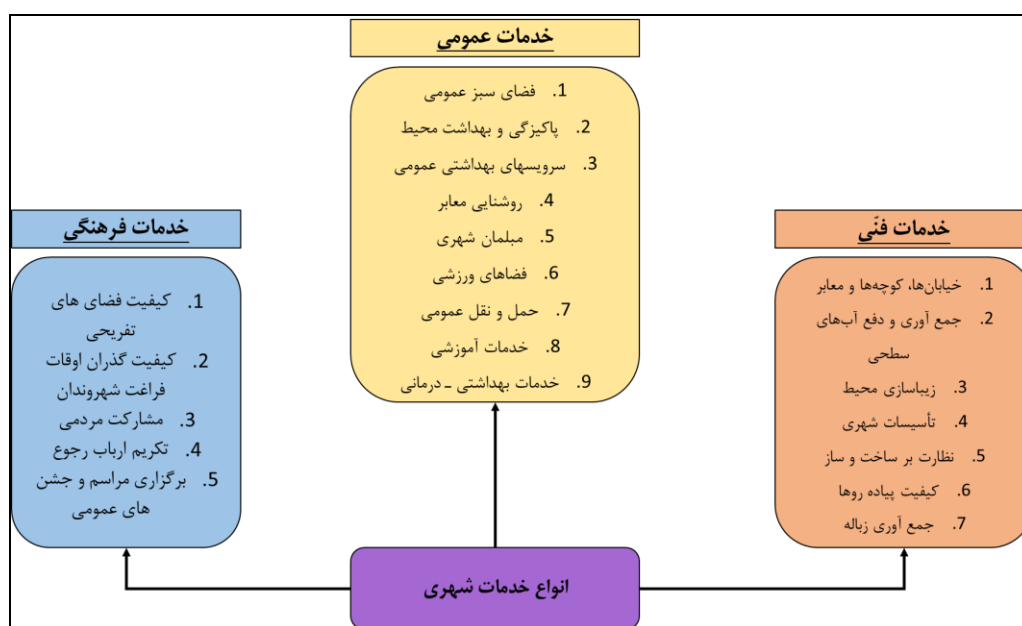 خدمات عمومی
1. فضای سبز عمومی
2. پاکیزگی و بهداشت محیط
3. سرویسهای بهداشتی عمومی
4. روشنایی معابر
5. مبلمان شهری
6. فضاهای ورزشی
7. حمل و نقل عمومی
8. خدمات آموزشی
9. خدمات بهداشتی ـ درمانی
خدمات فنّی
1. خیابان‌ها، کوچه‌ها و معابر
2. جمع آوری و دفع آب‌های
سطحی
3. زیباسازی محیط
4. تأسیسات شهری
5. نظارت بر ساخت و ساز
6. کیفیت پیاده روها
7. جمع آوری زباله
خدمات فرهنگی
1. کیفیت فضای های
تفریحی
2. کیفیت گذران اوقات
فراغت شهروندان
3. مشارکت مردمی
4. تکریم ارباب رجوع
5. برگزاری مراسم و جشن
های عمومی
انواع خدمات شهری